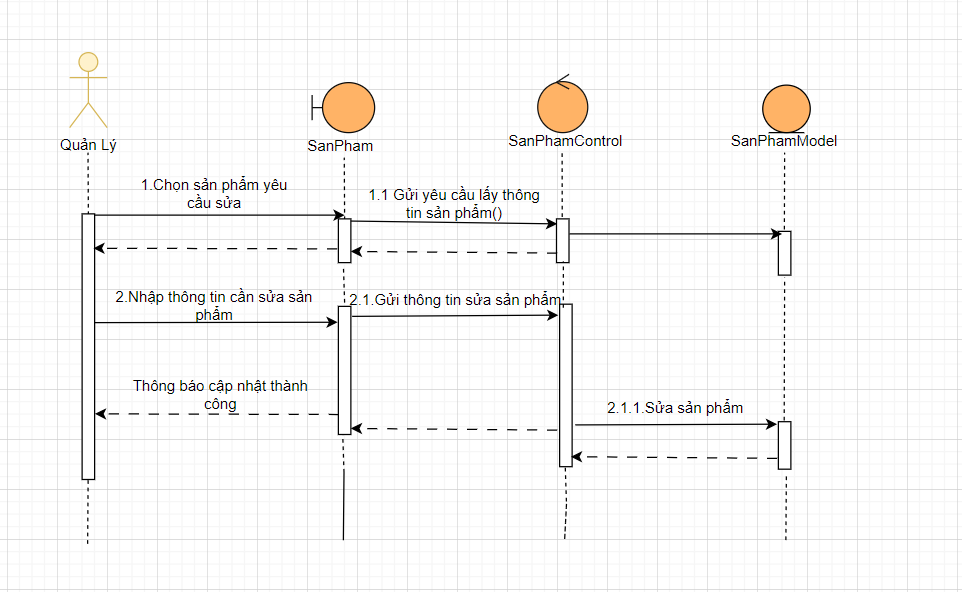 Quản Lý
SanPham
SanPhamControl
SanPhamModel
1.Chọn sản phẩm yêu
cầu sửa
1.1 Gửi yêu cầu lấy thông
tin sản phẩm()
2.Nhập thông tin cần sửa sản
phẩm
2.1.Gửi thông tin sửa sản phẩm
Thông báo cập nhật thành
công
2.1.1.Sửa sản phẩm